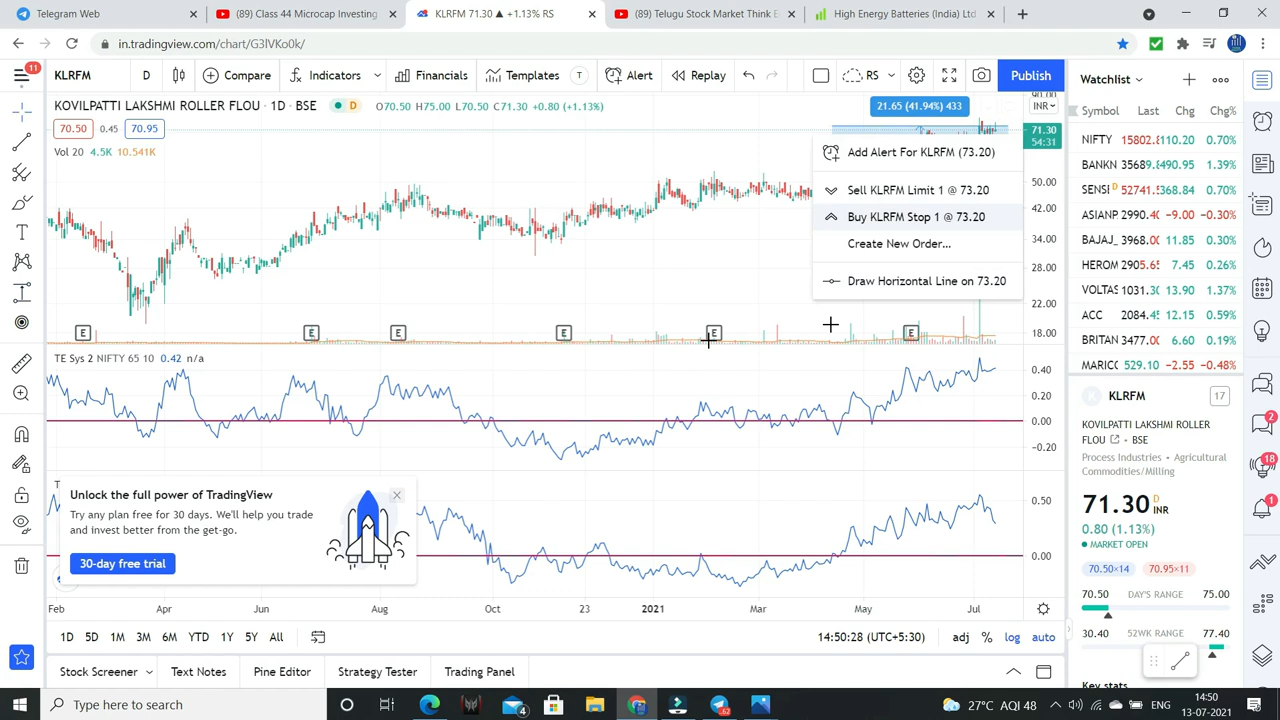 Telegram Web
(89) Class 44 Microcap Investing
KLRFM 71.30 ▲ +1.13% RS
(89) Telugu Stock Market Think E
High Energy Batteries (India) Ltd
in.tradingview.com/chart/G3lVKo0k/
11
KLRFM
D
Compare
Indicators
Financials
Templates
T
Alert
Replay
RS
Publish
KOVILPATTI LAKSHMI ROLLER FLOU · 1D · BSE
D
O70.50 H75.00 L70.50 C71.30 +0.80 (+1.13%)
70.50
0.45
70.95
Vol 20 4.5K 10.541K
21.65 (41.94%) 433
90.00
INR
71.30
54:31
50.00
42.00
34.00
28.00
22.00
18.00
Add Alert For KLRFM (73.20)
Sell KLRFM Limit 1 @ 73.20
Buy KLRFM Stop 1 @ 73.20
Create New Order...
Draw Horizontal Line on 73.20
E E E E E E
TE Sys 2 NIFTY 65 10 0.42 n/a
0.40
0.20
0.00
−0.20
0.50
0.00
Unlock the full power of TradingView
Try any plan free for 30 days. We'll help you trade
and invest better from the get-go.
30-day free trial
Feb Apr Jun Aug Oct 23 2021 Mar May Jul
1D 5D 1M 3M 6M YTD 1Y 5Y All
14:50:28 (UTC+5:30)
adj % log auto
Stock Screener
Text Notes
Pine Editor
Strategy Tester
Trading Panel
Watchlist
Symbol Last Chg Chg%
NIFTY 15802. 110.20 0.70%
BANKN 35689. 490.95 1.39%
SENSI D 52741. 368.84 0.70%
ASIANP 2990.4 -9.00 -0.30%
BAJAJ_ 3968.0 11.85 0.30%
HEROM 2905.6 7.45 0.26%
VOLTAS 1031.3 13.90 1.37%
ACC 2084.4 12.15 0.59%
BRITAN 3477.0 6.60 0.19%
MARICO 529.10 -2.55 -0.48%
K
KLRFM
17
KOVILPATTI LAKSHMI ROLLER
FLOU · BSE
Process Industries · Agricultural
Commodities/Milling
71.30 D INR
0.80 (1.13%)
MARKET OPEN
70.50×14
70.95×11
70.50 DAY'S RANGE 75.00
30.40 52WK RANGE 77.40
Key stats
2
18
1
Type here to search
4
62
27°C AQI 48
ENG
14:50
13-07-2021